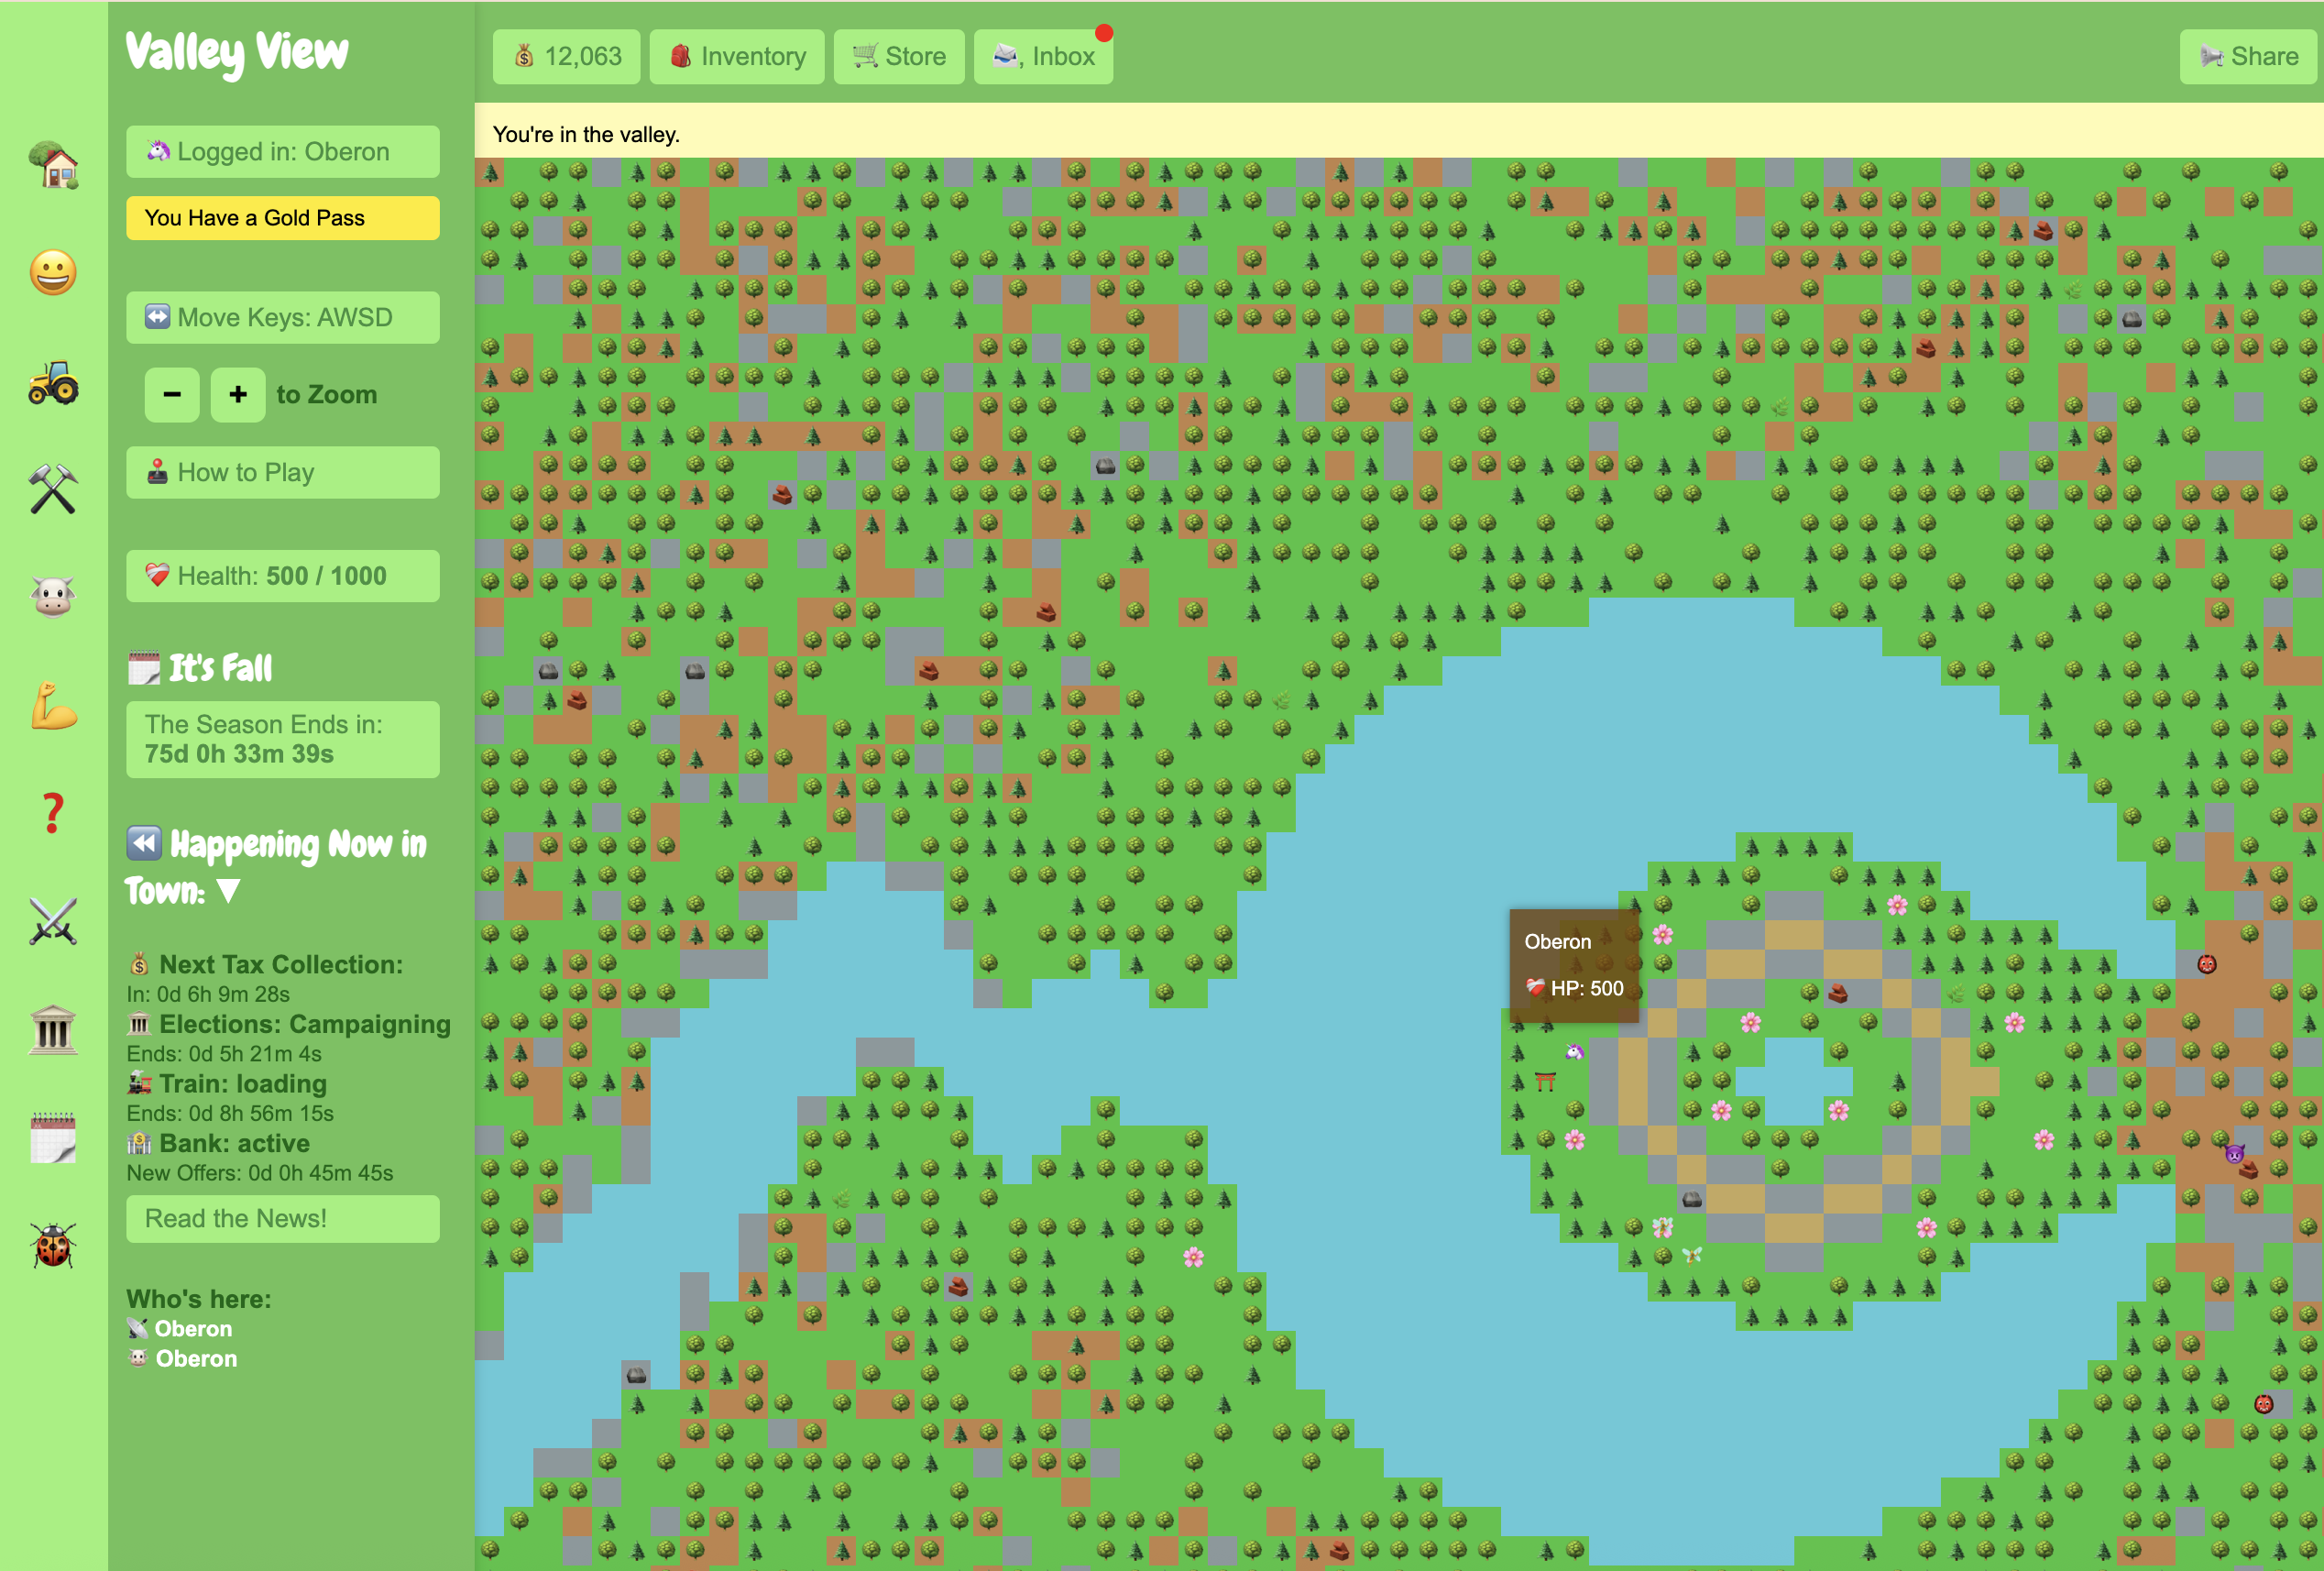 Valley View
12,063
Inventory
Store
, Inbox
Share
Logged in: Oberon
You Have a Gold Pass
Move Keys: AWSD
- + to Zoom
How to Play
Health: 500 / 1000
It's Fall
The Season Ends in:
75d 0h 33m 39s
Happening Now in
Town: ▼
Next Tax Collection:
In: 0d 6h 9m 28s
Elections: Campaigning
Ends: 0d 5h 21m 4s
Train: loading
Ends: 0d 8h 56m 15s
Bank: active
New Offers: 0d 0h 45m 45s
Read the News!
Who's here:
Oberon
Oberon
You're in the valley.
Oberon
HP: 500